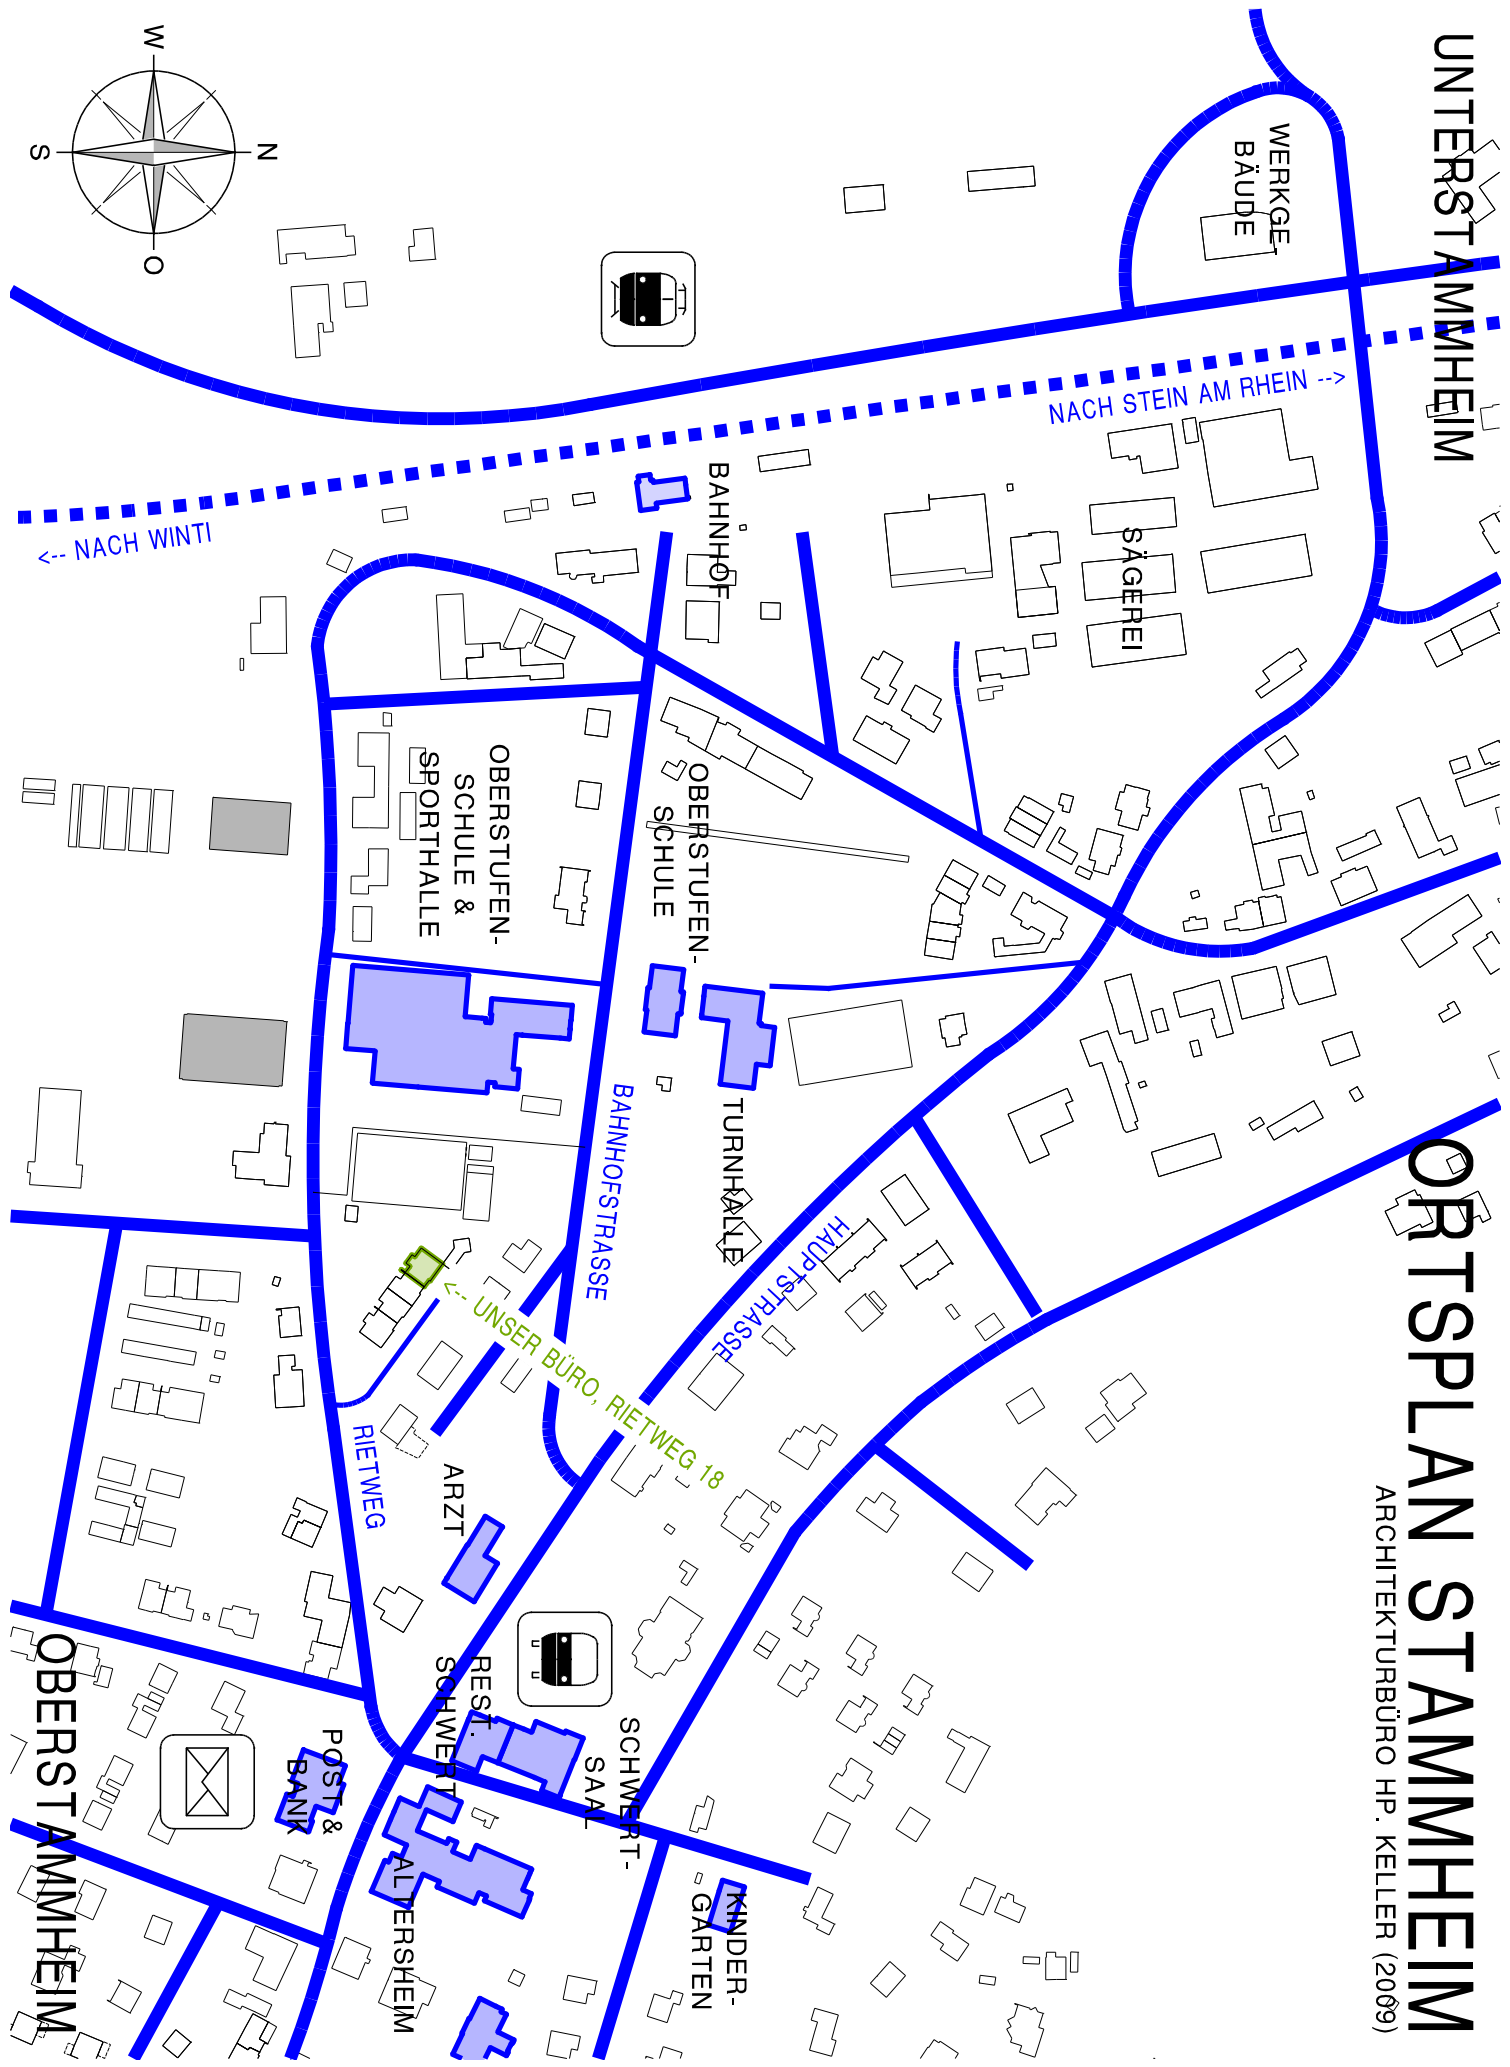 ORTSPLAN STAMMHEIM
ARCHITEKTURBÜRO HP. KELLER (2009)
UNTERSTAMMHEIM
WERKGE-
BÄUDE
N
W
O
S
NACH STEIN AM RHEIN -->
<-- NACH WINTI
BAHNHOF
SÄGEREI
OBERSTUFEN-
SCHULE
OBERSTUFEN-
SCHULE &
SPORTHALLE
TURNHALLE
BAHNHOFSTRASSE
HAUPTSTRASSE
<-- UNSER BÜRO, RIETWEG 18
RIETWEG
ARZT
REST.
SCHWERT
SCHWERT-
SAAL
POST &
BANK
ALTERSHEIM
KINDER-
GARTEN
OBERSTAMMHEIM